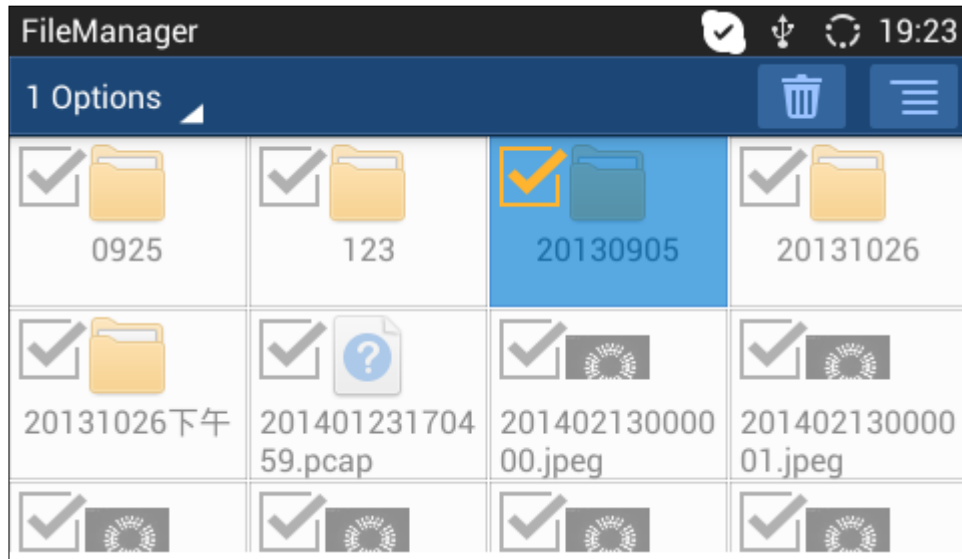 FileManager 19:23
1 Options
0925 123 20130905 20131026
20131026下午 201401231704 201402130000 201402130000
59.pcap 00.jpeg 01.jpeg